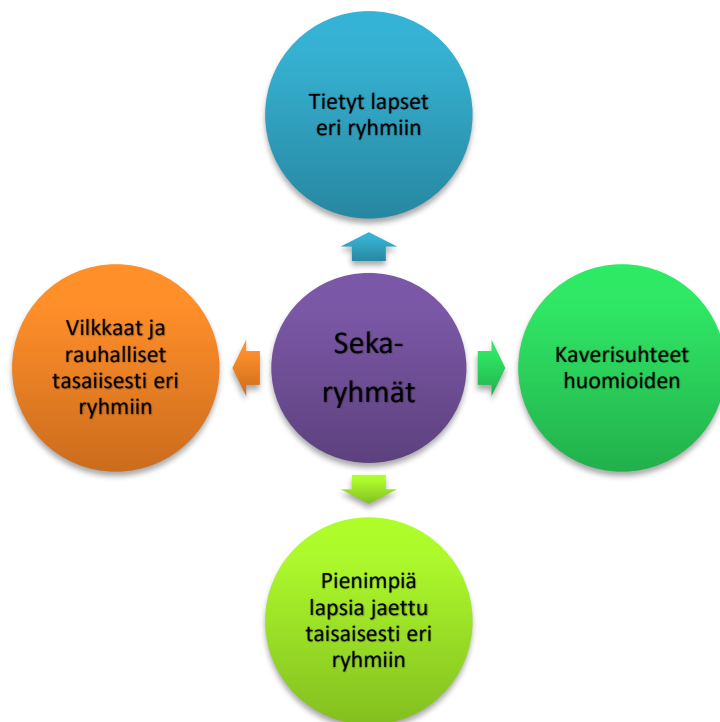 Tietyt lapset
eri ryhmiin
Vilkkaat ja
rauhalliset
tasaiisesti eri
ryhmiin
Seka-
ryhmät
Kaverisuhteet
huomioiden
Pienimpiä
lapsia jaettu
taisaisesti eri
ryhmiin